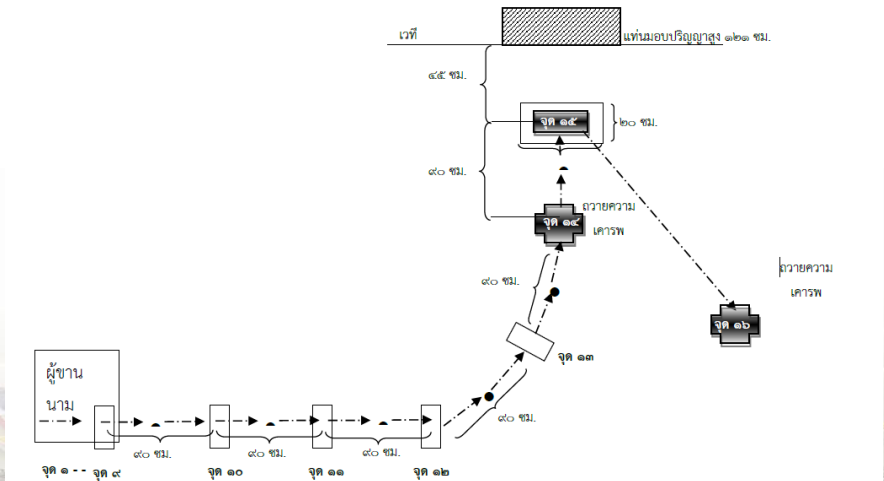 เวที
แท่นมอบปริญญาสูง ๑๒๑ ซม.
๔๕ ซม.
จุด ๑๕
๒๐ ซม.
๙๐ ซม.
จุด ๑๔
ถวายความ
เคารพ
ถวายความ
เคารพ
๙๐ ซม.
จุด ๑๖
จุด ๑๓
ผู้ขาน
นาม
๙๐ ซม.
๙๐ ซม.
๙๐ ซม.
๙๐ ซม.
จุด ๑ - - จุด ๙
จุด ๑๐
จุด ๑๑
จุด ๑๒